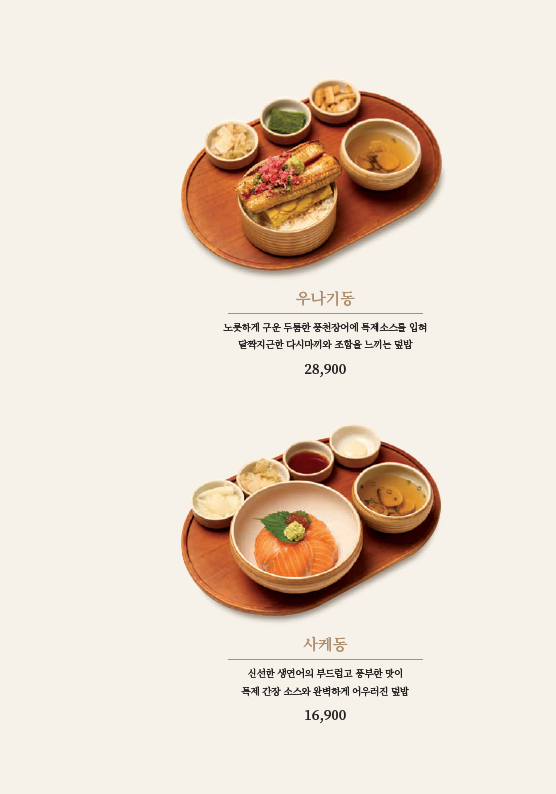 우나기동
노릇하게 구운 두툼한 풍천장어에 특제소스를 입혀
달짝지근한 다시마끼와 조합을 느끼는 덮밥
28,900
사케동
신선한 생연어의 부드럽고 풍부한 맛이
특제 간장 소스와 완벽하게 어우러진 덮밥
16,900